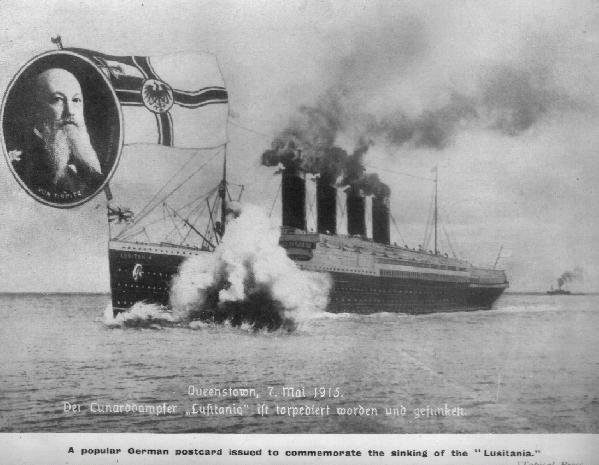 VON TIRPITZ
LUSITANIA
Queenstown, 7. Mai 1915.
Der Cunarddampfer „Lusitania" ist torpediert worden und gesunken.
A popular German postcard issued to commemorate the sinking of the "Lusitania."